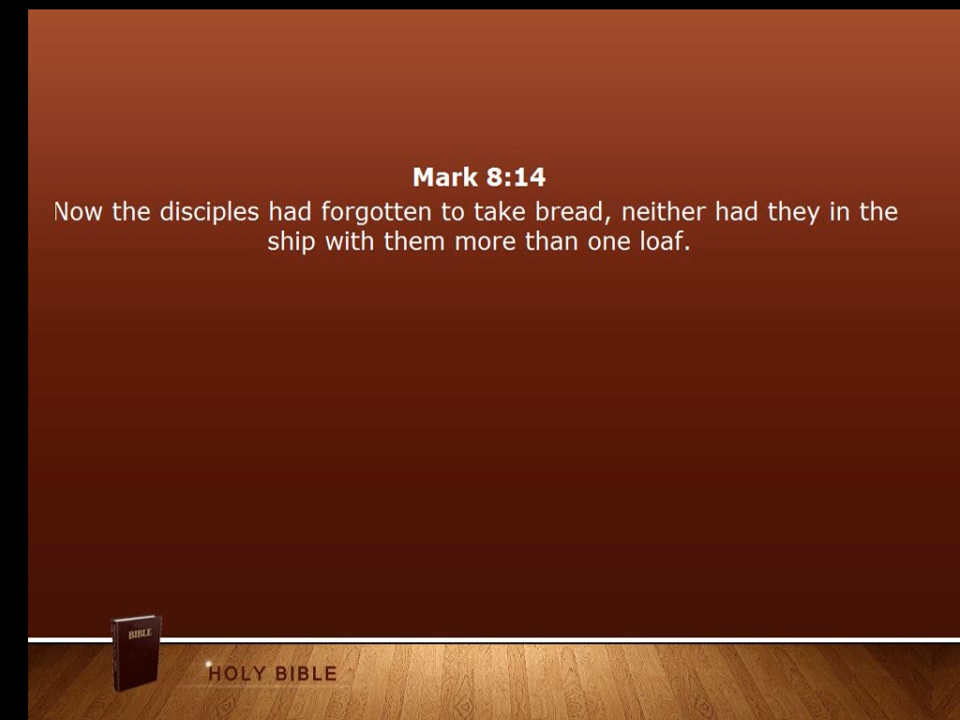 Mark 8:14
Now the disciples had forgotten to take bread, neither had they in the
ship with them more than one loaf.
BIBLE
HOLY BIBLE